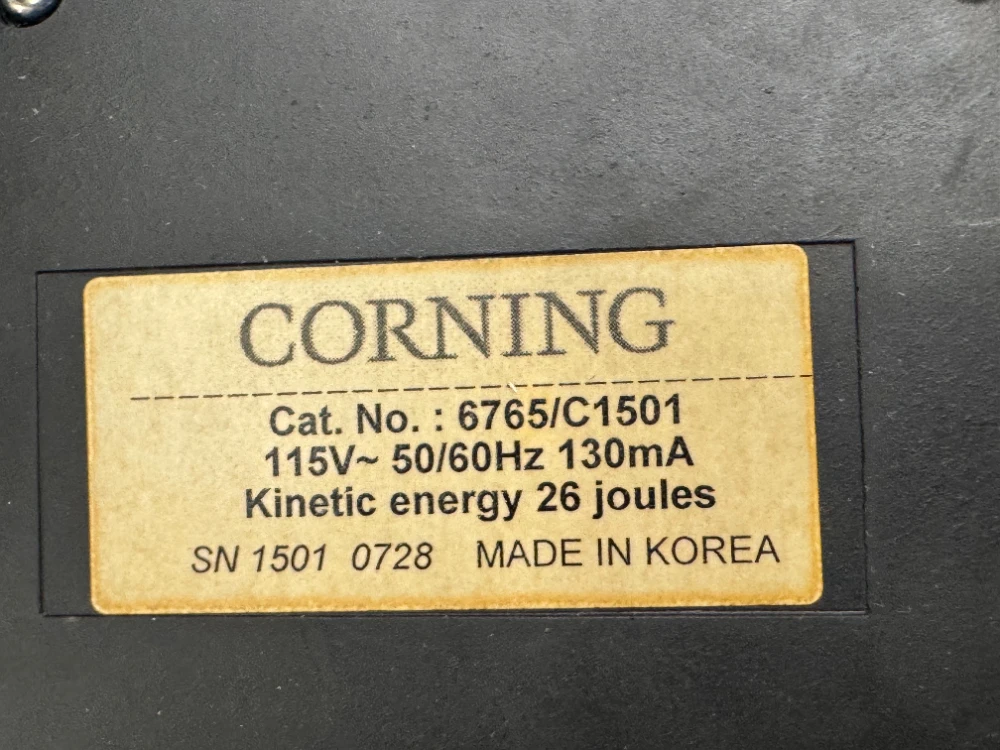 CORNING
Cat. No. : 6765/C1501
115V~ 50/60Hz 130mA
Kinetic energy 26 joules
SN 1501 0728 MADE IN KOREA